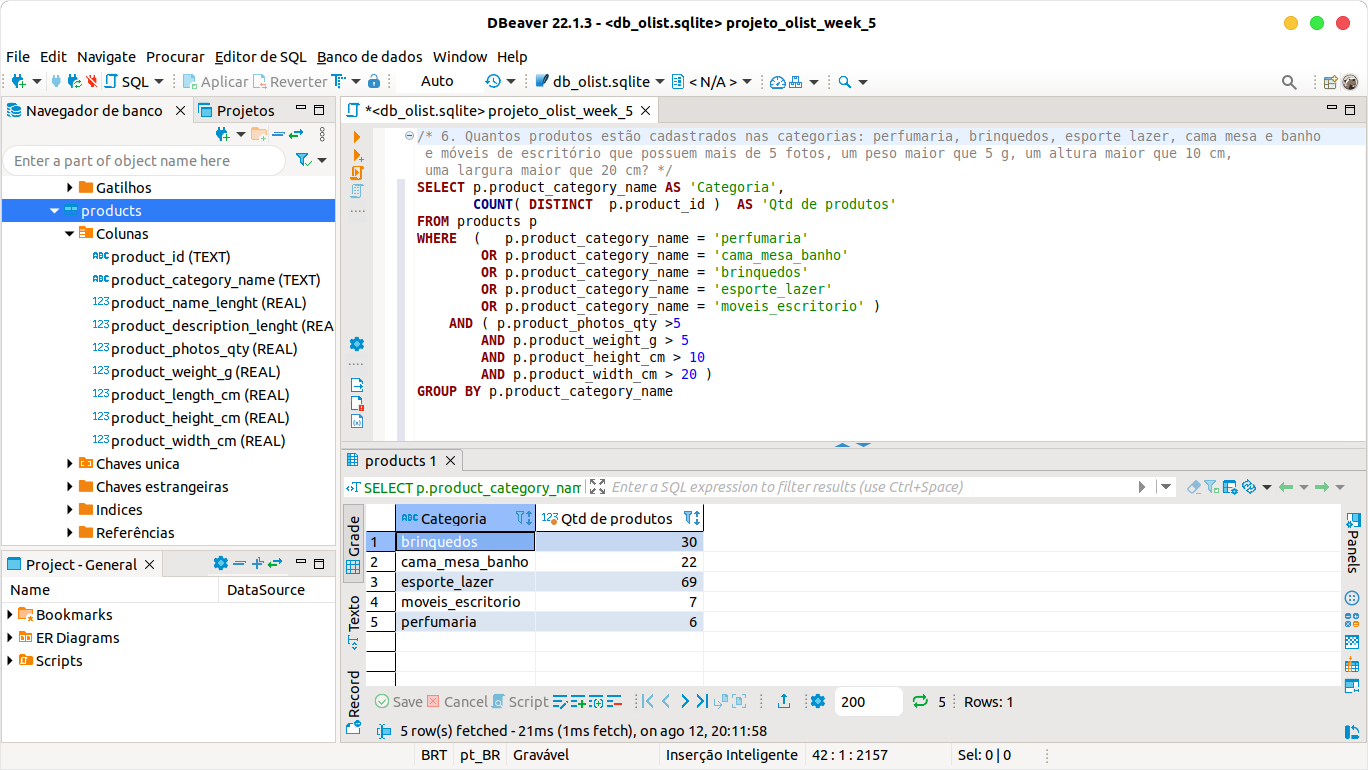 DBeaver 22.1.3 - <db_olist.sqlite> projeto_olist_week_5
File Edit Navigate Procurar Editor de SQL Banco de dados Window Help
SQL Aplicar Reverter Auto db_olist.sqlite < N/A >
Navegador de banco Projetos
Enter a part of object name here
Gatilhos
products
Colunas
ABC product_id (TEXT)
ABC product_category_name (TEXT)
123 product_name_lenght (REAL)
123 product_description_lenght (REA
123 product_photos_qty (REAL)
123 product_weight_g (REAL)
123 product_length_cm (REAL)
123 product_height_cm (REAL)
123 product_width_cm (REAL)
Chaves unica
Chaves estrangeiras
Indices
Referências
Project - General
Name DataSource
Bookmarks
ER Diagrams
Scripts
*<db_olist.sqlite> projeto_olist_week_5
/* 6. Quantos produtos estão cadastrados nas categorias: perfumaria, brinquedos, esporte lazer, cama mesa e banho
e móveis de escritório que possuem mais de 5 fotos, um peso maior que 5 g, um altura maior que 10 cm,
uma largura maior que 20 cm? */
SELECT p.product_category_name AS 'Categoria',
COUNT( DISTINCT  p.product_id )  AS 'Qtd de produtos'
FROM products p
WHERE  (   p.product_category_name = 'perfumaria'
OR p.product_category_name = 'cama_mesa_banho'
OR p.product_category_name = 'brinquedos'
OR p.product_category_name = 'esporte_lazer'
OR p.product_category_name = 'moveis_escritorio' )
AND ( p.product_photos_qty >5
AND p.product_weight_g > 5
AND p.product_height_cm > 10
AND p.product_width_cm > 20 )
GROUP BY p.product_category_name
products 1
SELECT p.product_category_nam Enter a SQL expression to filter results (use Ctrl+Space)
Grade
Texto
Record
ABC Categoria 123 Qtd de produtos
1 brinquedos 30
2 cama_mesa_banho 22
3 esporte_lazer 69
4 moveis_escritorio 7
5 perfumaria 6
Panels
Save Cancel Script 200 5 Rows: 1
5 row(s) fetched - 21ms (1ms fetch), on ago 12, 20:11:58
BRT pt_BR Gravável Inserção Inteligente 42 : 1 : 2157 Sel: 0 | 0